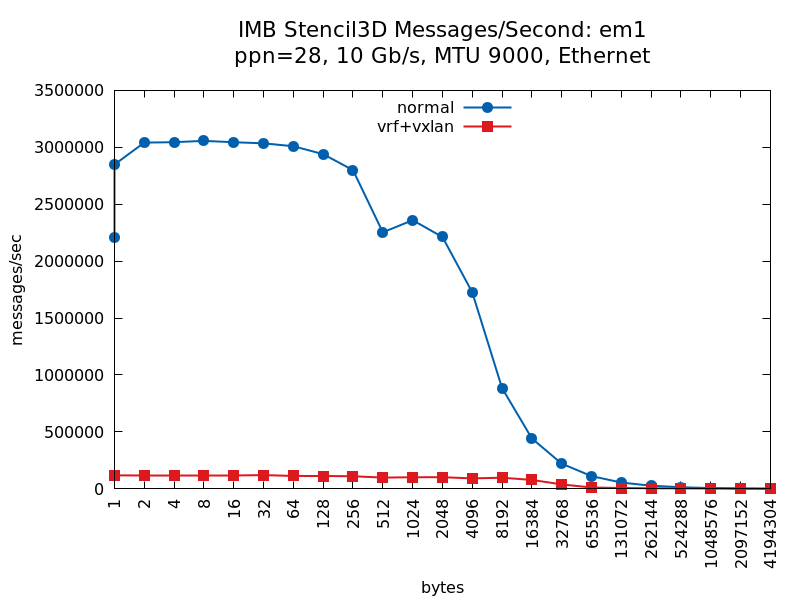 IMB Stencil3D Messages/Second: em1
ppn=28, 10 Gb/s, MTU 9000, Ethernet
normal
vrf+vxlan
3500000
3000000
2500000
2000000
1500000
1000000
500000
0
messages/sec
1 2 4 8 16 32 64 128 256 512 1024 2048 4096 8192 16384 32768 65536 131072 262144 524288 1048576 2097152 4194304
bytes